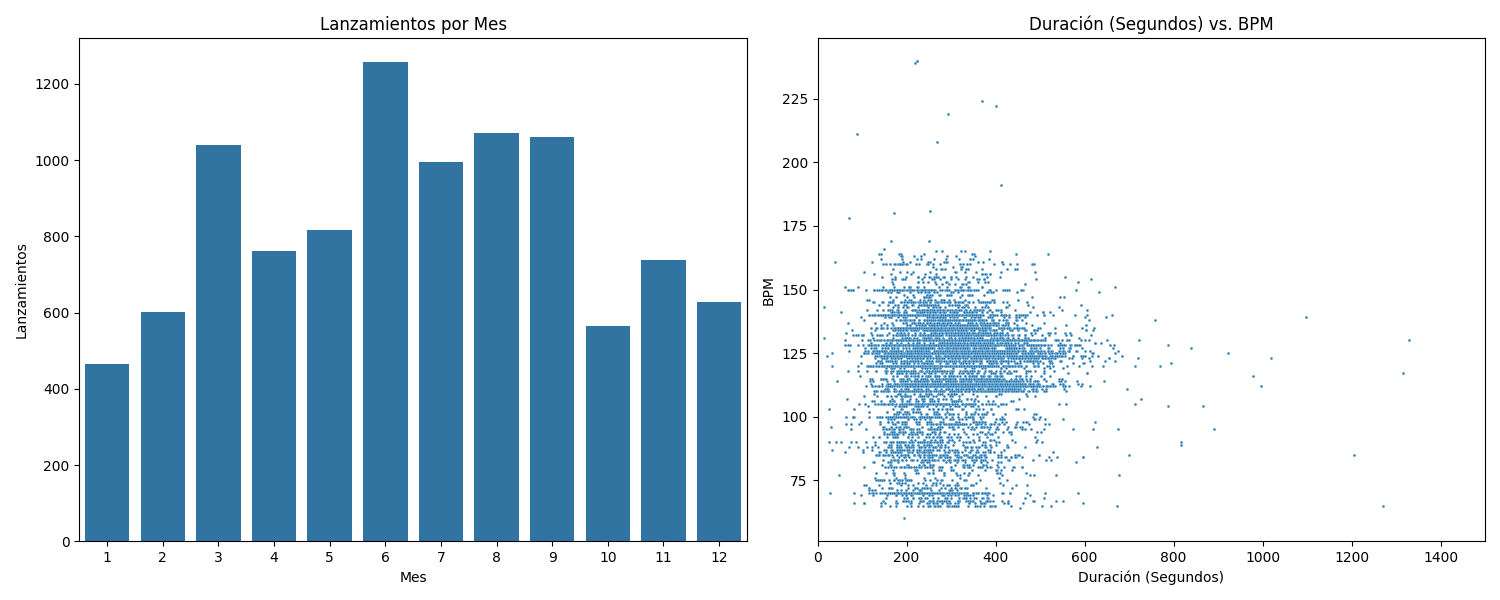 Lanzamientos por Mes
Lanzamientos
1200
1000
800
600
400
200
0
1 2 3 4 5 6 7 8 9 10 11 12
Mes
Duración (Segundos) vs. BPM
BPM
225
200
175
150
125
100
75
0 200 400 600 800 1000 1200 1400
Duración (Segundos)